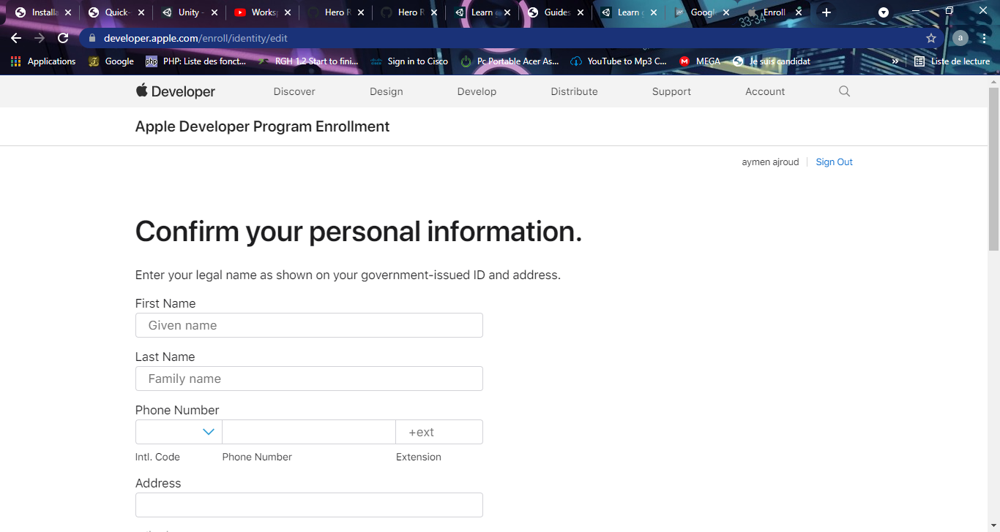 Installa Quick- Unity - Worksp Hero R Hero R Learn g Guides Learn g Googl Enroll
developer.apple.com/enroll/identity/edit a
Applications Google PHP: Liste des fonct... RGH 1.2 Start to fini... Sign in to Cisco Pc Portable Acer As... YouTube to Mp3 C... MEGA Je suis candidat » Liste de lecture
Developer Discover Design Develop Distribute Support Account
Apple Developer Program Enrollment
aymen ajroud Sign Out
Confirm your personal information.
Enter your legal name as shown on your government-issued ID and address.
First Name
Given name
Last Name
Family name
Phone Number
+ext
Intl. Code Phone Number Extension
Address